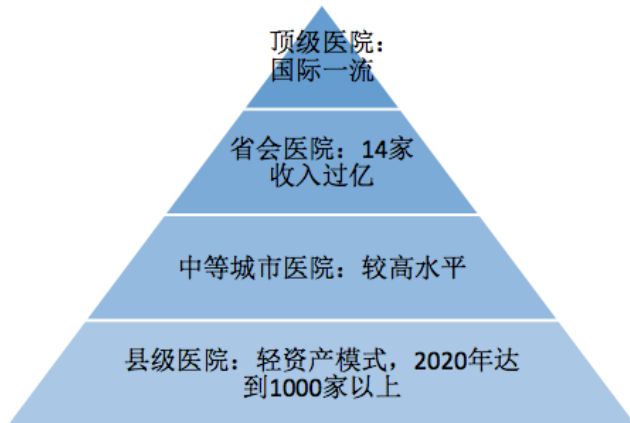 顶级医院：
国际一流
省会医院：14家
收入过亿
中等城市医院：较高水平
县级医院：轻资产模式，2020年达
到1000家以上